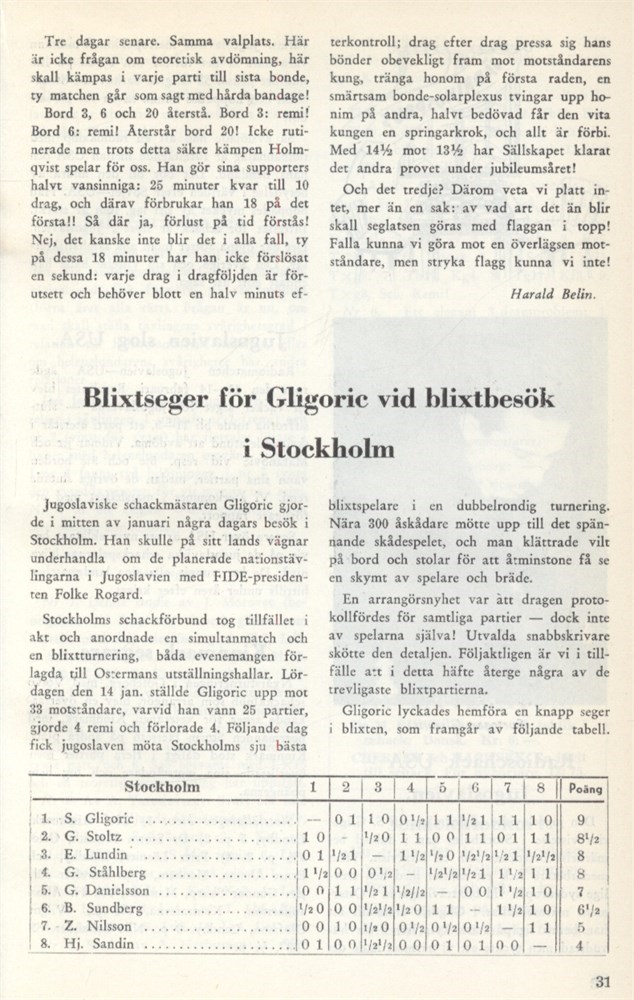 Tre dagar senare. Samma valplats. Här
är icke frågan om teoretisk avdömning, här
skall kämpas i varje parti till sista bonde,
ty matchen går som sagt med hårda bandage!
Bord 3, 6 och 20 återstå. Bord 3: remi!
Bord 6: remi! Återstår bord 20! Icke ruti-
nerade men trots detta säkre kämpen Holm-
qvist spelar för oss. Han gör sina supporters
halvt vansinniga: 25 minuter kvar till 10
drag, och därav förbrukar han 18 på det
första!! Så där ja, förlust på tid förstås!
Nej, det kanske inte blir det i alla fall, ty
på dessa 18 minuter har han icke förslösat
en sekund: varje drag i dragföljden är för-
utsett och behöver blott en halv minuts ef-
terkontroll; drag efter drag pressa sig hans
bönder obevekligt fram mot motståndarens
kung, tränga honom på första raden, en
smärtsam bonde-solarplexus tvingar upp ho-
nim på andra, halvt bedövad får den vita
kungen en springarkrok, och allt är förbi.
Med 14½ mot 13½ har Sällskapet klarat
det andra provet under jubileumsåret!
Och det tredje? Därom veta vi platt in-
tet, mer än en sak: av vad art det än blir
skall seglatsen göras med flaggan i topp!
Falla kunna vi göra mot en överlägsen mot-
ståndare, men stryka flagg kunna vi inte!
Harald Belin.
Blixtseger för Gligoric vid blixtbesök
i Stockholm
Jugoslaviske schackmästaren Gligoric gjor-
de i mitten av januari några dagars besök i
Stockholm. Han skulle på sitt lands vägnar
underhandla om de planerade nationstäv-
lingarna i Jugoslavien med FIDE-presiden-
ten Folke Rogard.
Stockholms schackförbund tog tillfället i
akt och anordnade en simultanmatch och
en blixtturnering, båda evenemangen för-
lagda till Ostermans utställningshallar. Lör-
dagen den 14 jan. ställde Gligoric upp mot
33 motståndare, varvid han vann 25 partier,
gjorde 4 remi och förlorade 4. Följande dag
fick jugoslaven möta Stockholms sju bästa
blixtspelare i en dubbelrondig turnering.
Nära 300 åskådare mötte upp till det spän-
nande skådespelet, och man klättrade vilt
på bord och stolar för att åtminstone få se
en skymt av spelare och bräde.
En arrangörsnyhet var att dragen proto-
kollfördes för samtliga partier — dock inte
av spelarna själva! Utvalda snabbskrivare
skötte den detaljen. Följaktligen är vi i till-
fälle att i detta häfte återge några av de
trevligaste blixtpartierna.
Gligoric lyckades hemföra en knapp seger
i blixten, som framgår av följande tabell.
Stockholm 1 2 3 4 5 6 7 8 Poäng
1. S. Gligoric — 0 1 1 0 0 ½ 1 1 ½ 1 1 1 1 0 9
2. G. Stoltz 1 0 - ½ 0 1 1 0 0 1 1 0 1 1 1 8½
3. E. Lundin 0 1 ½ 1 — 1 ½ ½ 0 ½ ½ ½ 1 ½ ½ 8
4. G. Ståhlberg 1 ½ 0 0 0 ½ — ½ ½ ½ 1 1 ½ 1 1 8
5. G. Danielsson 0 0 1 1 ½ 1 ½ ½ — 0 0 1 ½ 1 0 7
6. B. Sundberg ½ 0 0 0 ½ ½ ½ 0 1 1 — 1 ½ 1 0 6½
7. Z. Nilsson 0 0 1 0 ½ 0 0 ½ 0 ½ 0 ½ — 1 1 5
8. Hj. Sandin 0 1 0 0 ½ ½ 0 0 0 1 0 1 0 0 — 4
31